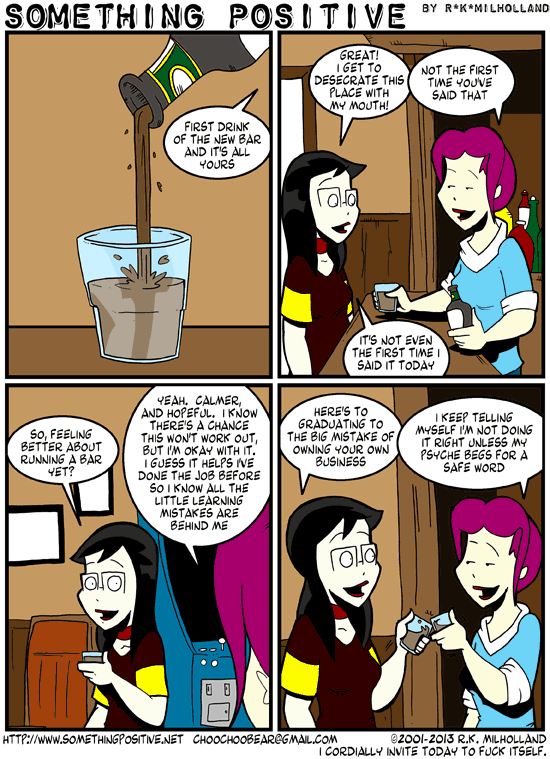 SOMETHING POSITIVE BY R*K*MILHOLLAND
FIRST DRINK
OF THE NEW BAR
AND IT'S ALL
YOURS
GREAT!
I GET TO
DESECRATE THIS
PLACE WITH
MY MOUTH!
NOT THE FIRST
TIME YOU'VE
SAID THAT
IT'S NOT EVEN
THE FIRST TIME I
SAID IT TODAY
SO, FEELING
BETTER ABOUT
RUNNING A BAR
YET?
YEAH. CALMER,
AND HOPEFUL. I KNOW
THERE'S A CHANCE
THIS WON'T WORK OUT,
BUT I'M OKAY WITH IT.
I GUESS IT HELPS I'VE
DONE THE JOB BEFORE
SO I KNOW ALL THE
LITTLE LEARNING
MISTAKES ARE
BEHIND ME
HERE'S TO
GRADUATING TO
THE BIG MISTAKE OF
OWNING YOUR OWN
BUSINESS
I KEEP TELLING
MYSELF I'M NOT DOING
IT RIGHT UNLESS MY
PSYCHE BEGS FOR A
SAFE WORD
HTTP://WWW.SOMETHINGPOSITIVE.NET CHOOCHOOBEAR@GMAIL.COM ©2001-2013 R.K. MILHOLLAND
I CORDIALLY INVITE TODAY TO FUCK ITSELF.